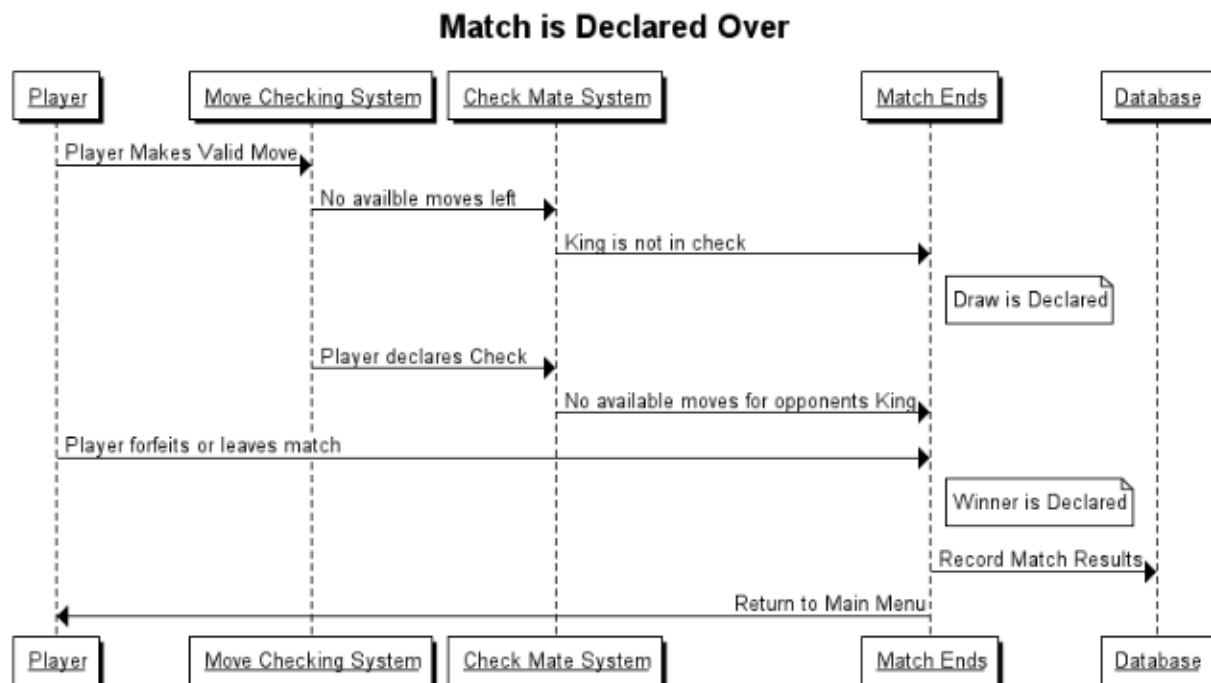 Match is Declared Over
Player
Move Checking System
Check Mate System
Match Ends
Database
Player Makes Valid Move
No availble moves left
King is not in check
Draw is Declared
Player declares Check
No available moves for opponents King
Player forfeits or leaves match
Winner is Declared
Record Match Results
Return to Main Menu
Player
Move Checking System
Check Mate System
Match Ends
Database